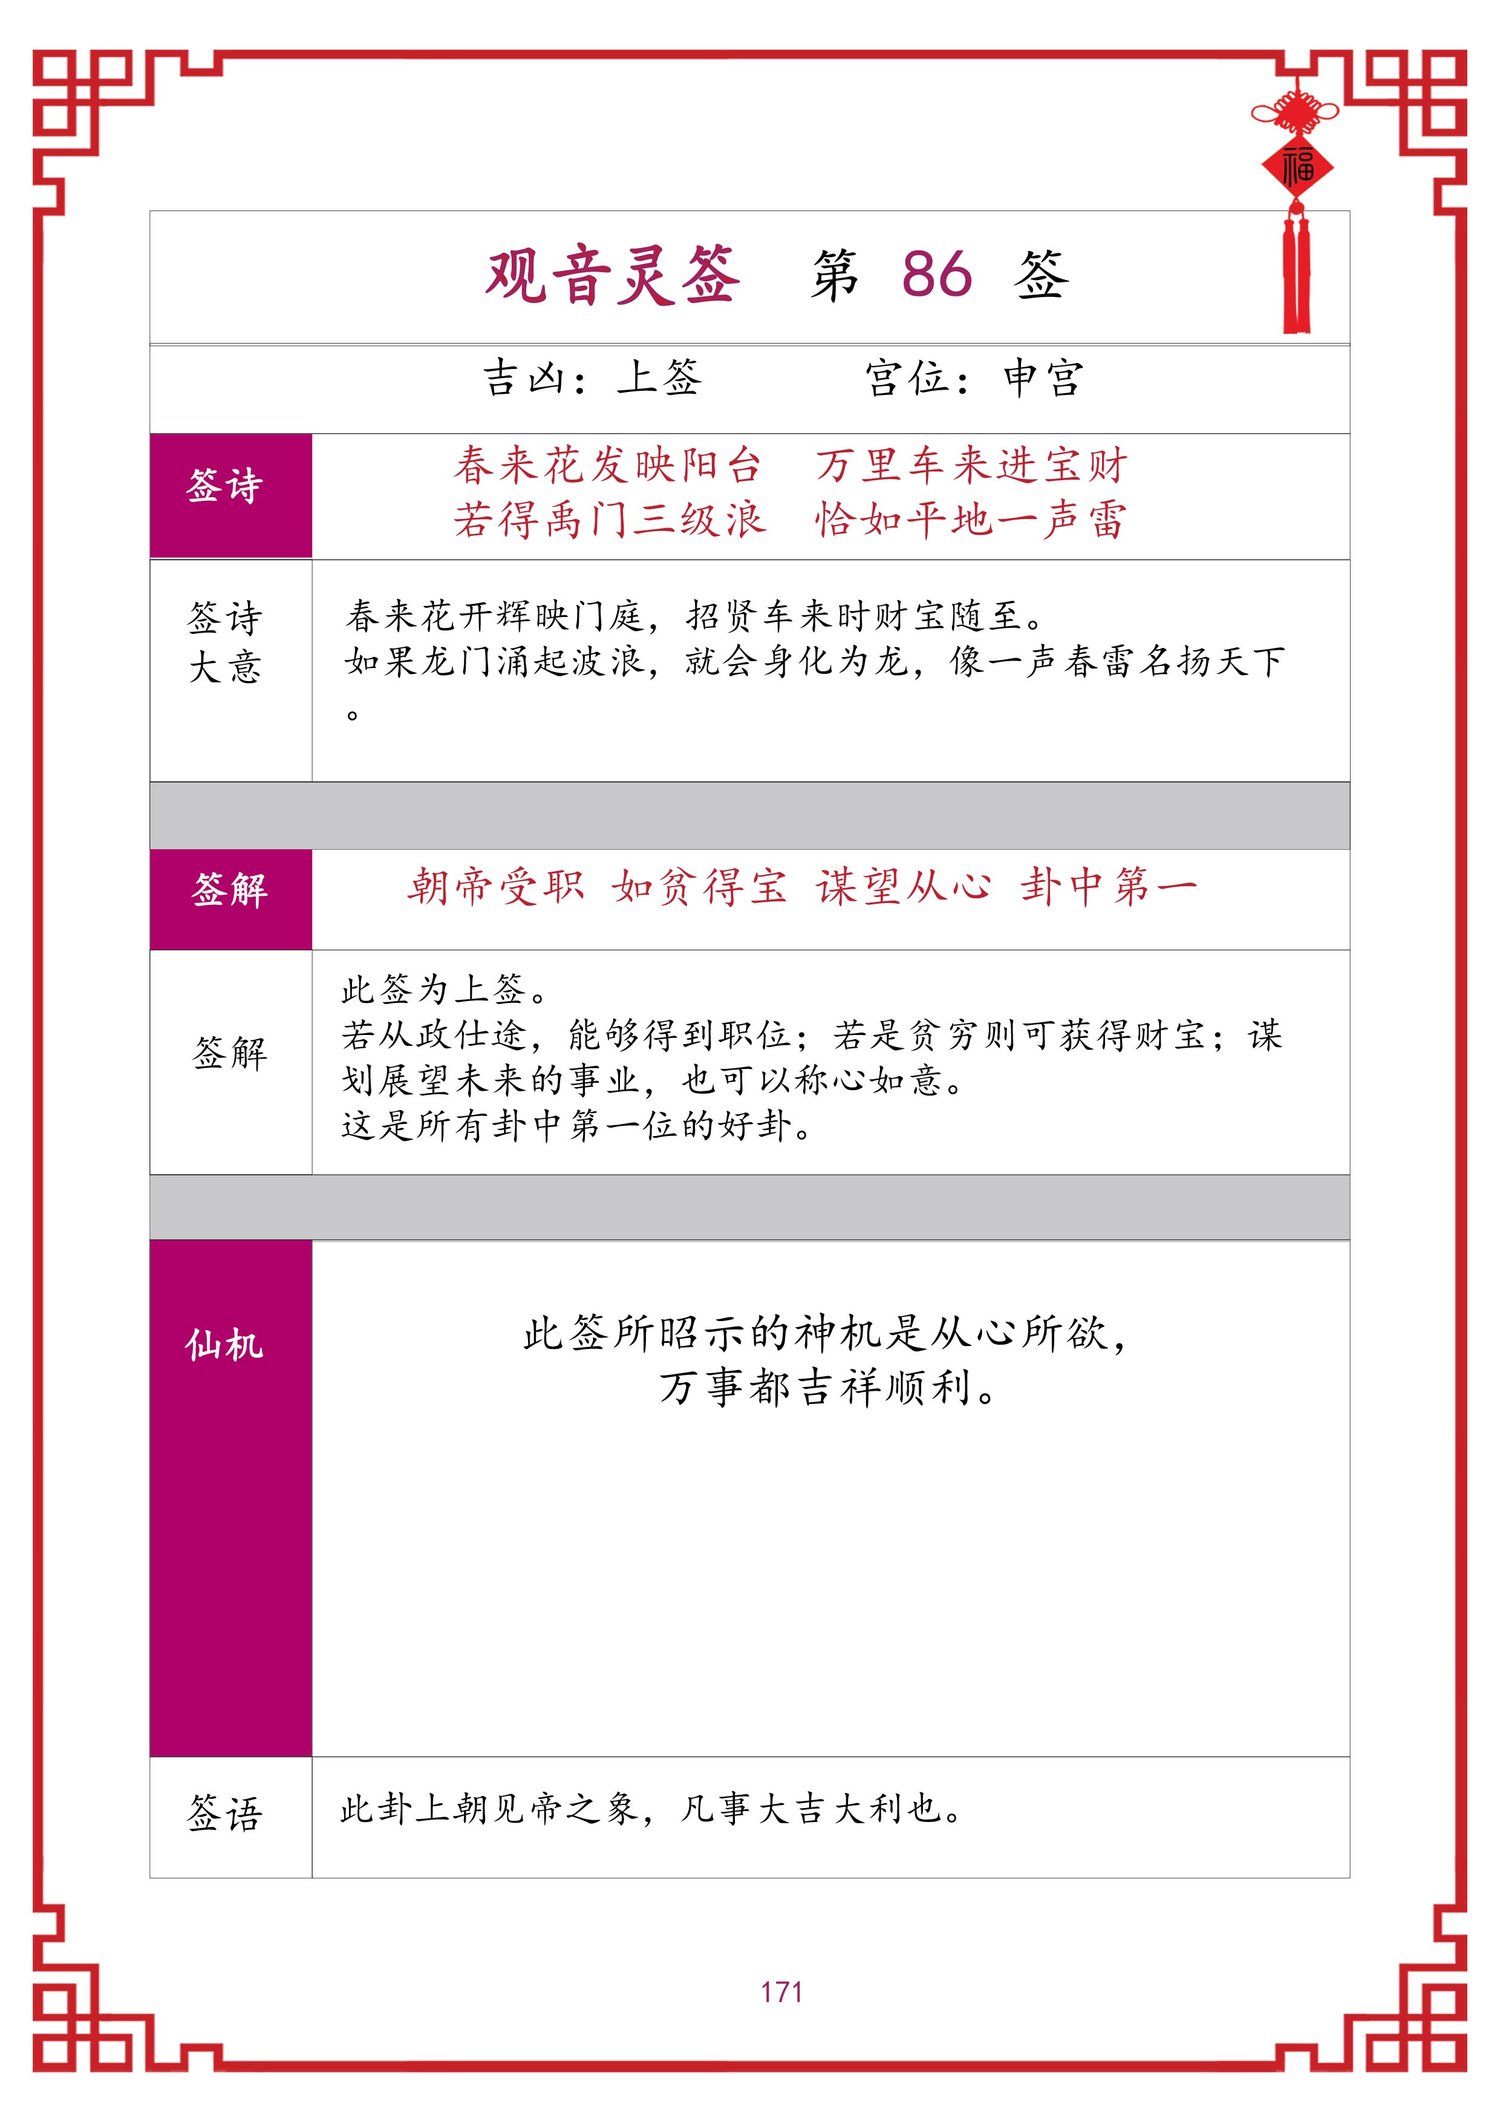 福
观音灵签 第 86 签
吉凶：上签 宫位：申宫
签诗
春来花发映阳台 万里车来进宝财
若得禹门三级浪 恰如平地一声雷
签诗
大意
春来花开辉映门庭，招贤车来时财宝随至。
如果龙门涌起波浪，就会身化为龙，像一声春雷名扬天下
。
签解
朝帝受职 如贫得宝 谋望从心 卦中第一
签解
此签为上签。
若从政仕途，能够得到职位；若是贫穷则可获得财宝；谋
划展望未来的事业，也可以称心如意。
这是所有卦中第一位的好卦。
仙机
此签所昭示的神机是从心所欲，
万事都吉祥顺利。
签语
此卦上朝见帝之象，凡事大吉大利也。
171